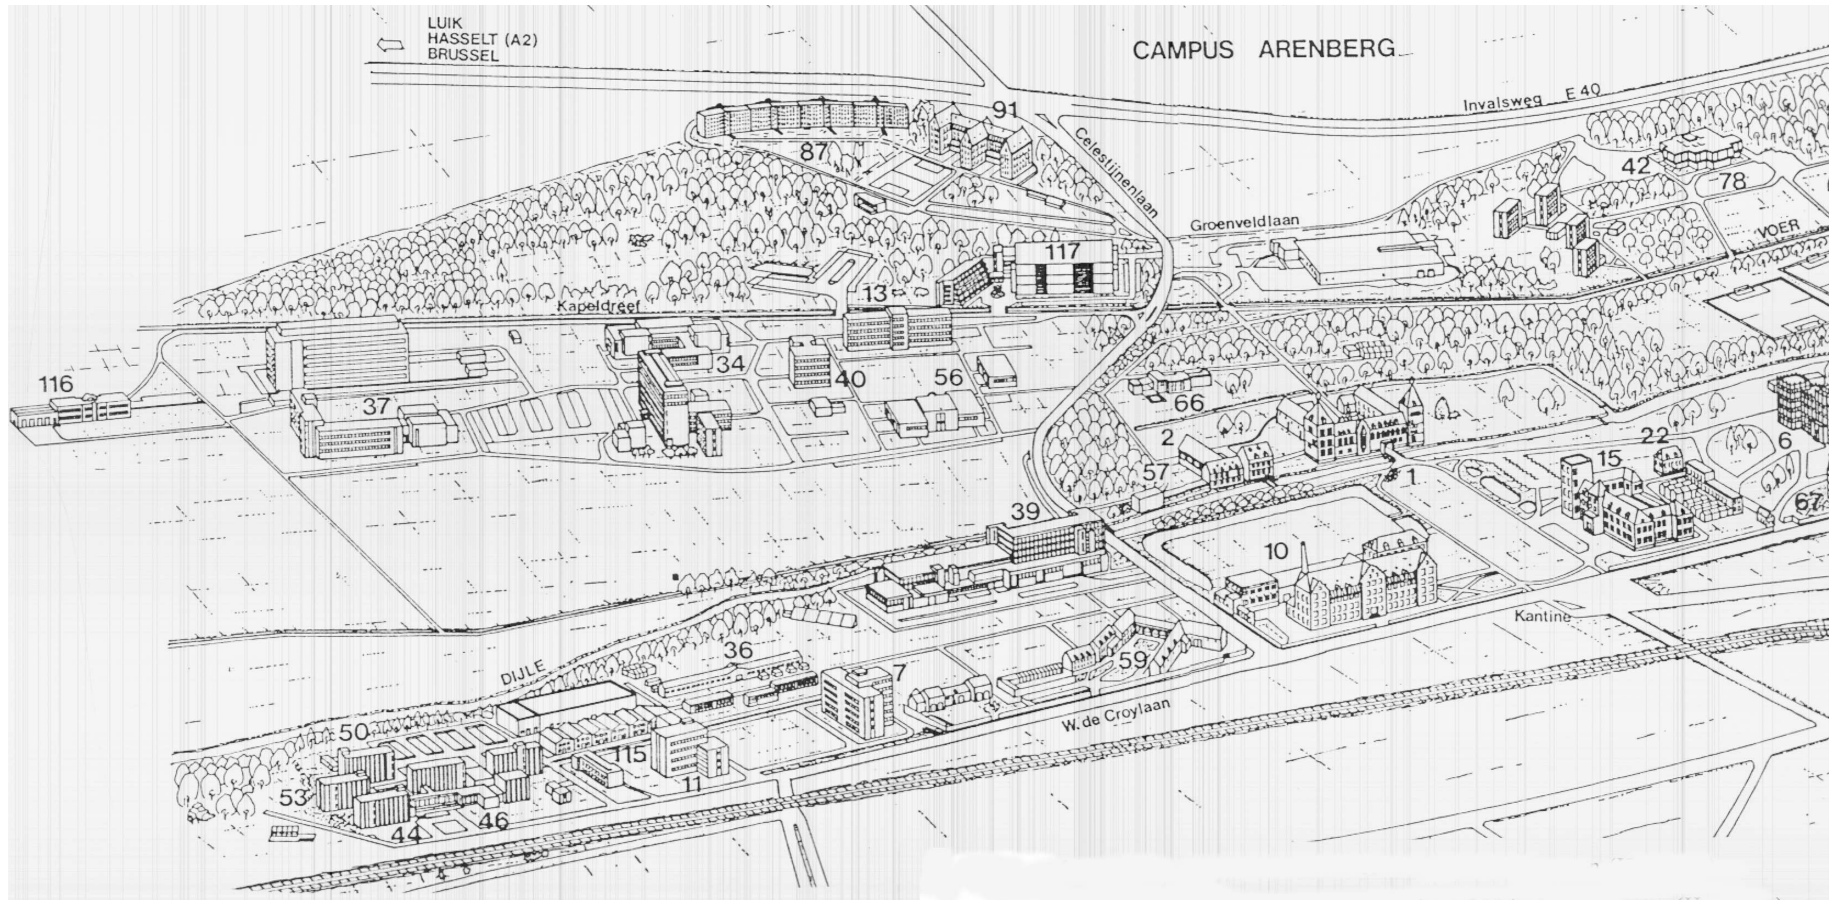 LUIK
HASSELT (A2)
BRUSSEL
CAMPUS ARENBERG
Invalsweg E 40
91
Celestijnenlaan
87
42
78
Groenveldlaan
VOER
117
13
Kapeldreef
34
40
56
116
37
66
2
57
1
22
6
15
67
39
10
Kantine
36
59
DIJLE
7
W. de Croylaan
50
115
11
53
44
46